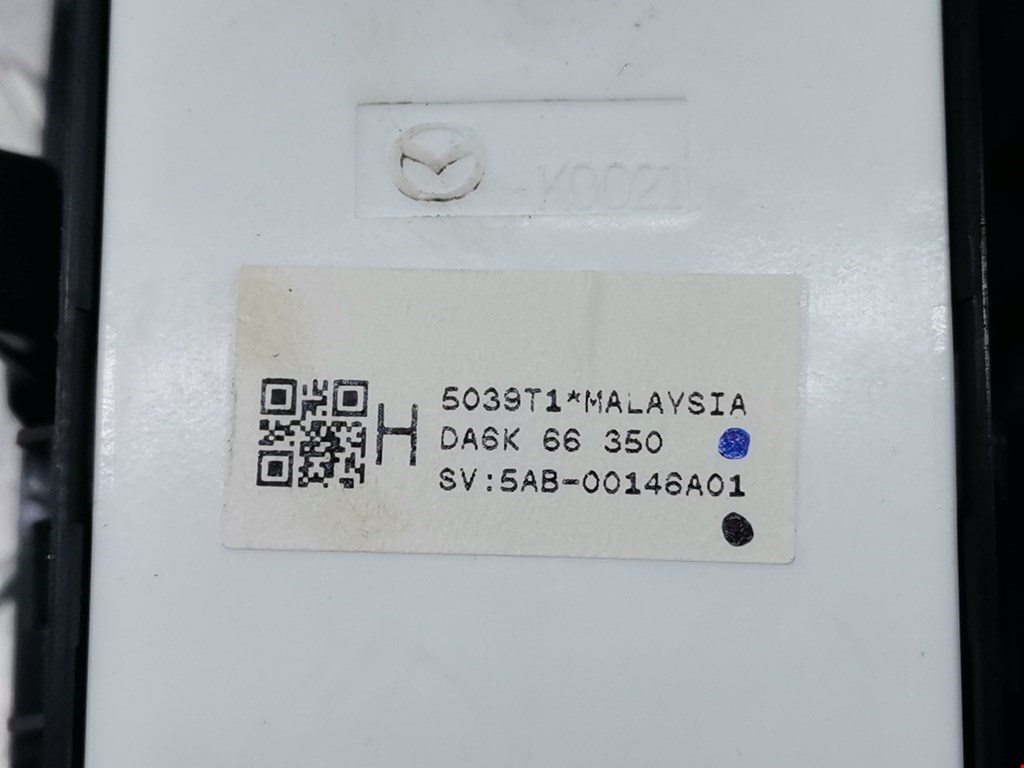 K0021
5039T1*MALAYSIA
H
DA6K 66 350
SV:5AB-00146A01